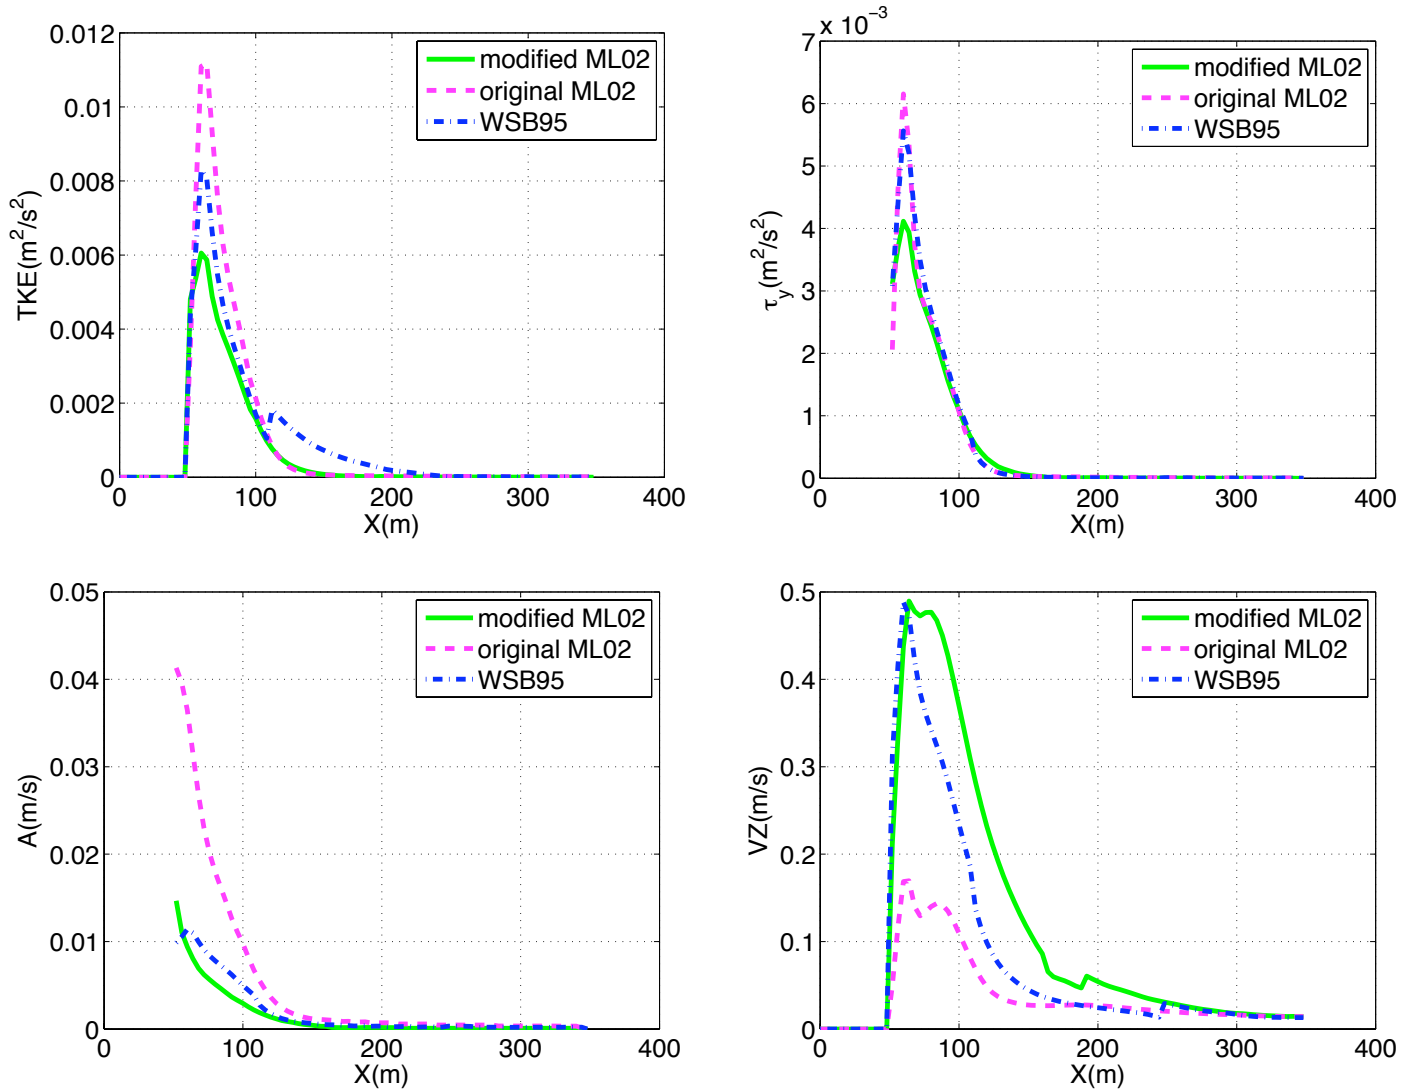 0.012
0.01
0.008
0.006
0.004
0.002
0
TKE(m²/s²)
0 100 200 300 400
X(m)
modified ML02
original ML02
WSB95
x 10⁻³
7
6
5
4
3
2
1
0
τ_y(m²/s²)
0 100 200 300 400
X(m)
modified ML02
original ML02
WSB95
0.05
0.04
0.03
0.02
0.01
0
A(m/s)
0 100 200 300 400
X(m)
modified ML02
original ML02
WSB95
0.5
0.4
0.3
0.2
0.1
0
VZ(m/s)
0 100 200 300 400
X(m)
modified ML02
original ML02
WSB95